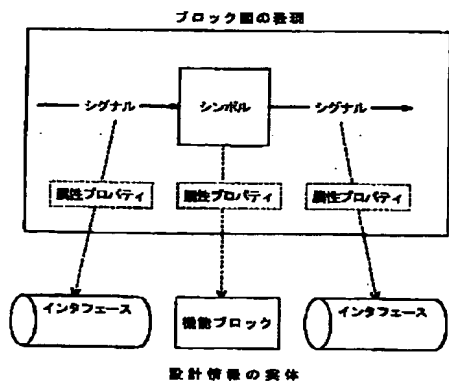 ブロック図の表現
シグナル
シンボル
シグナル
属性プロパティ
属性プロパティ
属性プロパティ
インタフェース
機能ブロック
インタフェース
設計情報の実体